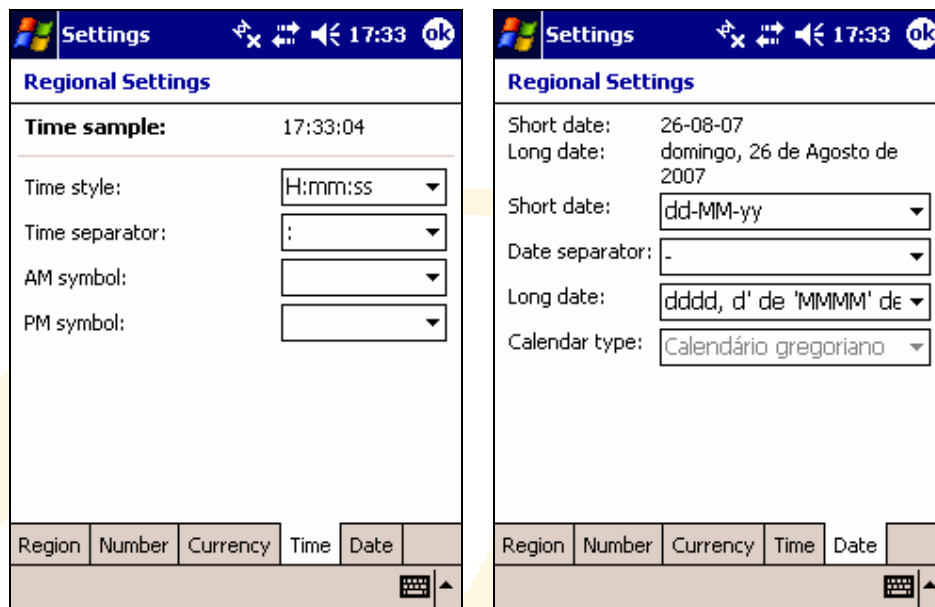 Settings 17:33 ok
Regional Settings
Time sample: 17:33:04
Time style: H:mm:ss
Time separator: :
AM symbol:
PM symbol:
Region Number Currency Time Date
Settings 17:33 ok
Regional Settings
Short date: 26-08-07
Long date: domingo, 26 de Agosto de
2007
Short date: dd-MM-yy
Date separator: -
Long date: dddd, d' de 'MMMM' de
Calendar type: Calendário gregoriano
Region Number Currency Time Date